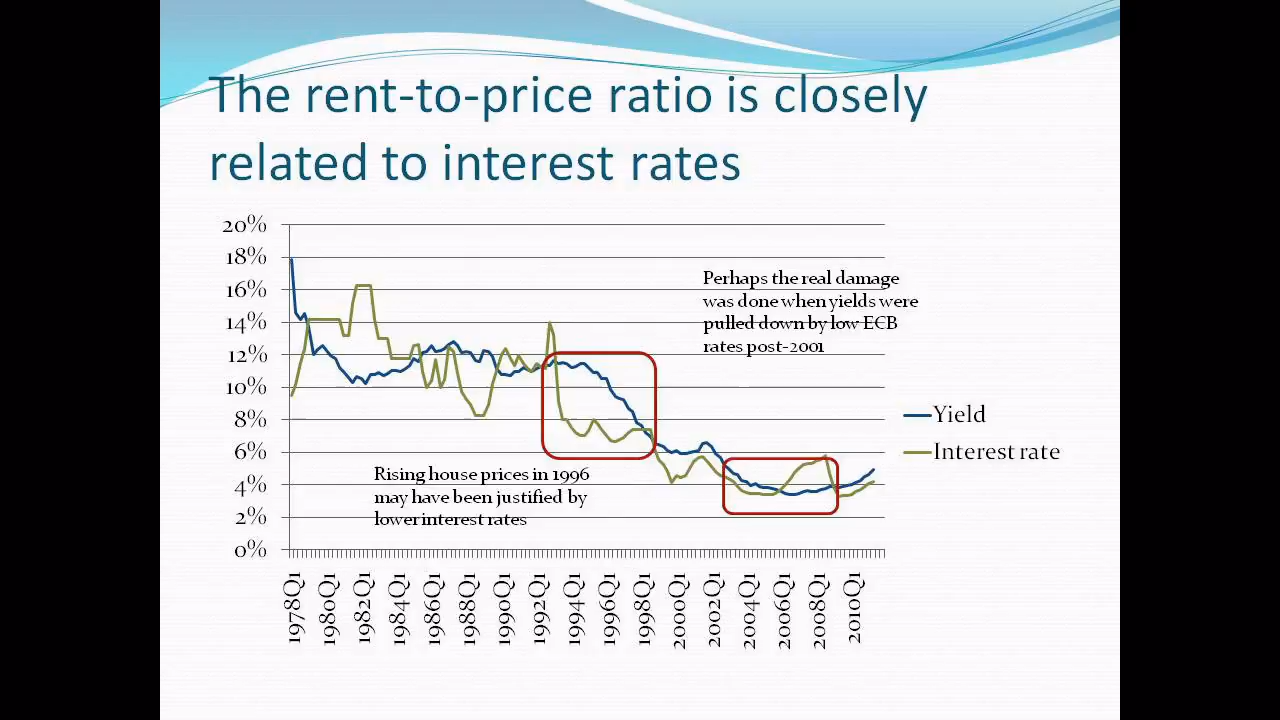 The rent-to-price ratio is closely
related to interest rates
20%
18%
16%
14%
12%
10%
8%
6%
4%
2%
0%
Perhaps the real damage
was done when yields were
pulled down by low ECB
rates post-2001
Rising house prices in 1996
may have been justified by
lower interest rates
Yield
Interest rate
1978Q1
1980Q1
1982Q1
1984Q1
1986Q1
1988Q1
1990Q1
1992Q1
1994Q1
1996Q1
1998Q1
2000Q1
2002Q1
2004Q1
2006Q1
2008Q1
2010Q1